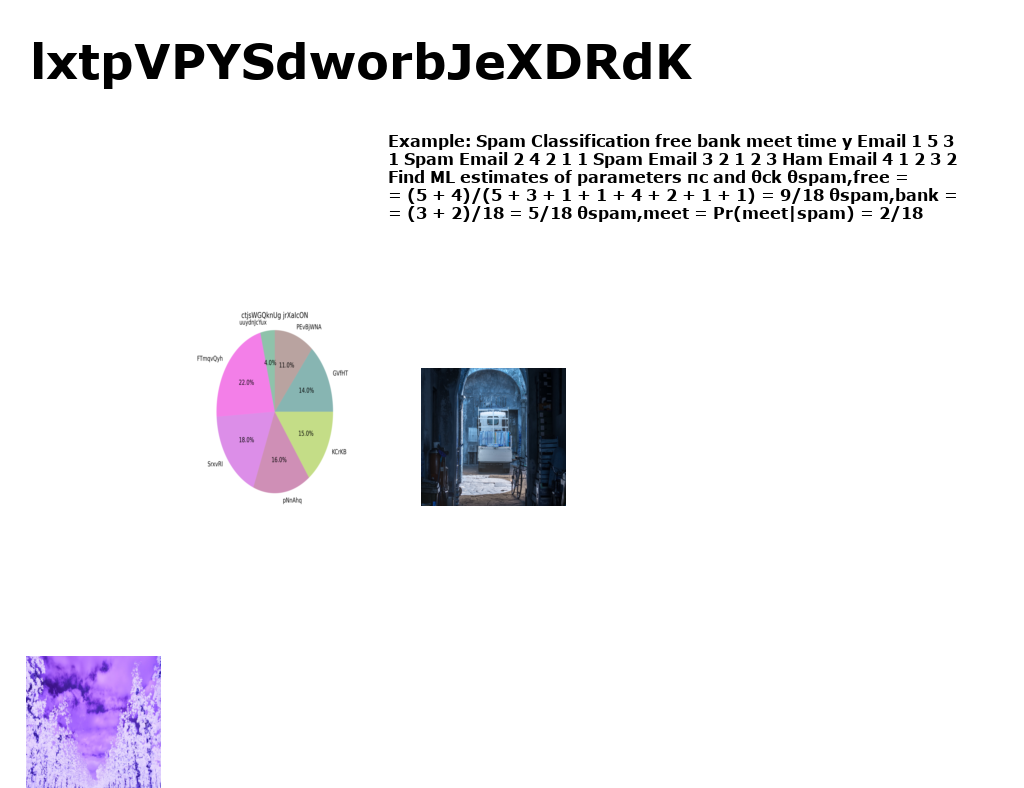 lxtpVPYSdworbJeXDRdK
Example: Spam Classification free bank meet time y Email 1 5 3
1 Spam Email 2 4 2 1 1 Spam Email 3 2 1 2 3 Ham Email 4 1 2 3 2
Find ML estimates of parameters πc and θck θspam,free =
= (5 + 4)/(5 + 3 + 1 + 1 + 4 + 2 + 1 + 1) = 9/18 θspam,bank =
= (3 + 2)/18 = 5/18 θspam,meet = Pr(meet|spam) = 2/18
ctjsWGQknUg jrXalcON
uuydnJcYux
PEvBjWNA
FTmqvQyh
4.0%
11.0%
GVfHT
22.0%
14.0%
18.0%
15.0%
KCrKB
SrxvRl
16.0%
pNnAhq